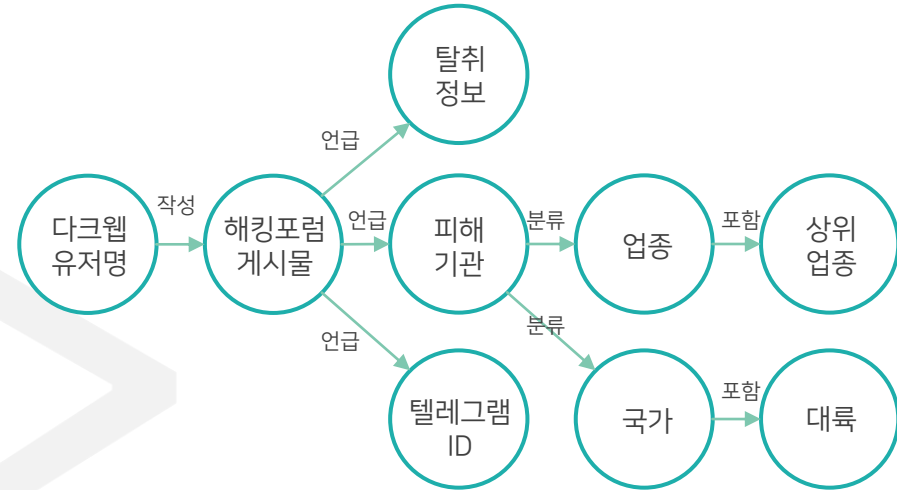 탈취
정보
언급
작성
다크웹
유저명
해킹포럼
게시물
언급
피해
기관
분류
업종
포함
상위
업종
언급
분류
텔레그램
ID
국가
포함
대륙